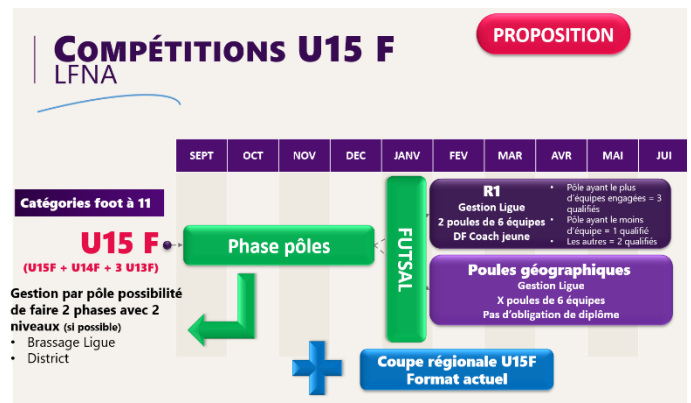 COMPÉTITIONS U15 F
LFNA
PROPOSITION
SEPT OCT NOV DEC JANV FEV MAR AVR MAI JUI
Catégories foot à 11
U15 F
(U15F + U14F + 3 U13F)
Gestion par pôle possibilité
de faire 2 phases avec 2
niveaux (si possible)
• Brassage Ligue
• District
Phase pôles
FUTSAL
R1
Gestion Ligue
2 poules de 6 équipes
DF Coach jeune
• Pôle ayant le plus
d'équipes engagées = 3
qualifiés
• Pôle ayant le moins
d'équipe = 1 qualifié
• Les autres = 2 qualifiés
Poules géographiques
Gestion Ligue
X poules de 6 équipes
Pas d'obligation de diplôme
Coupe régionale U15F
Format actuel